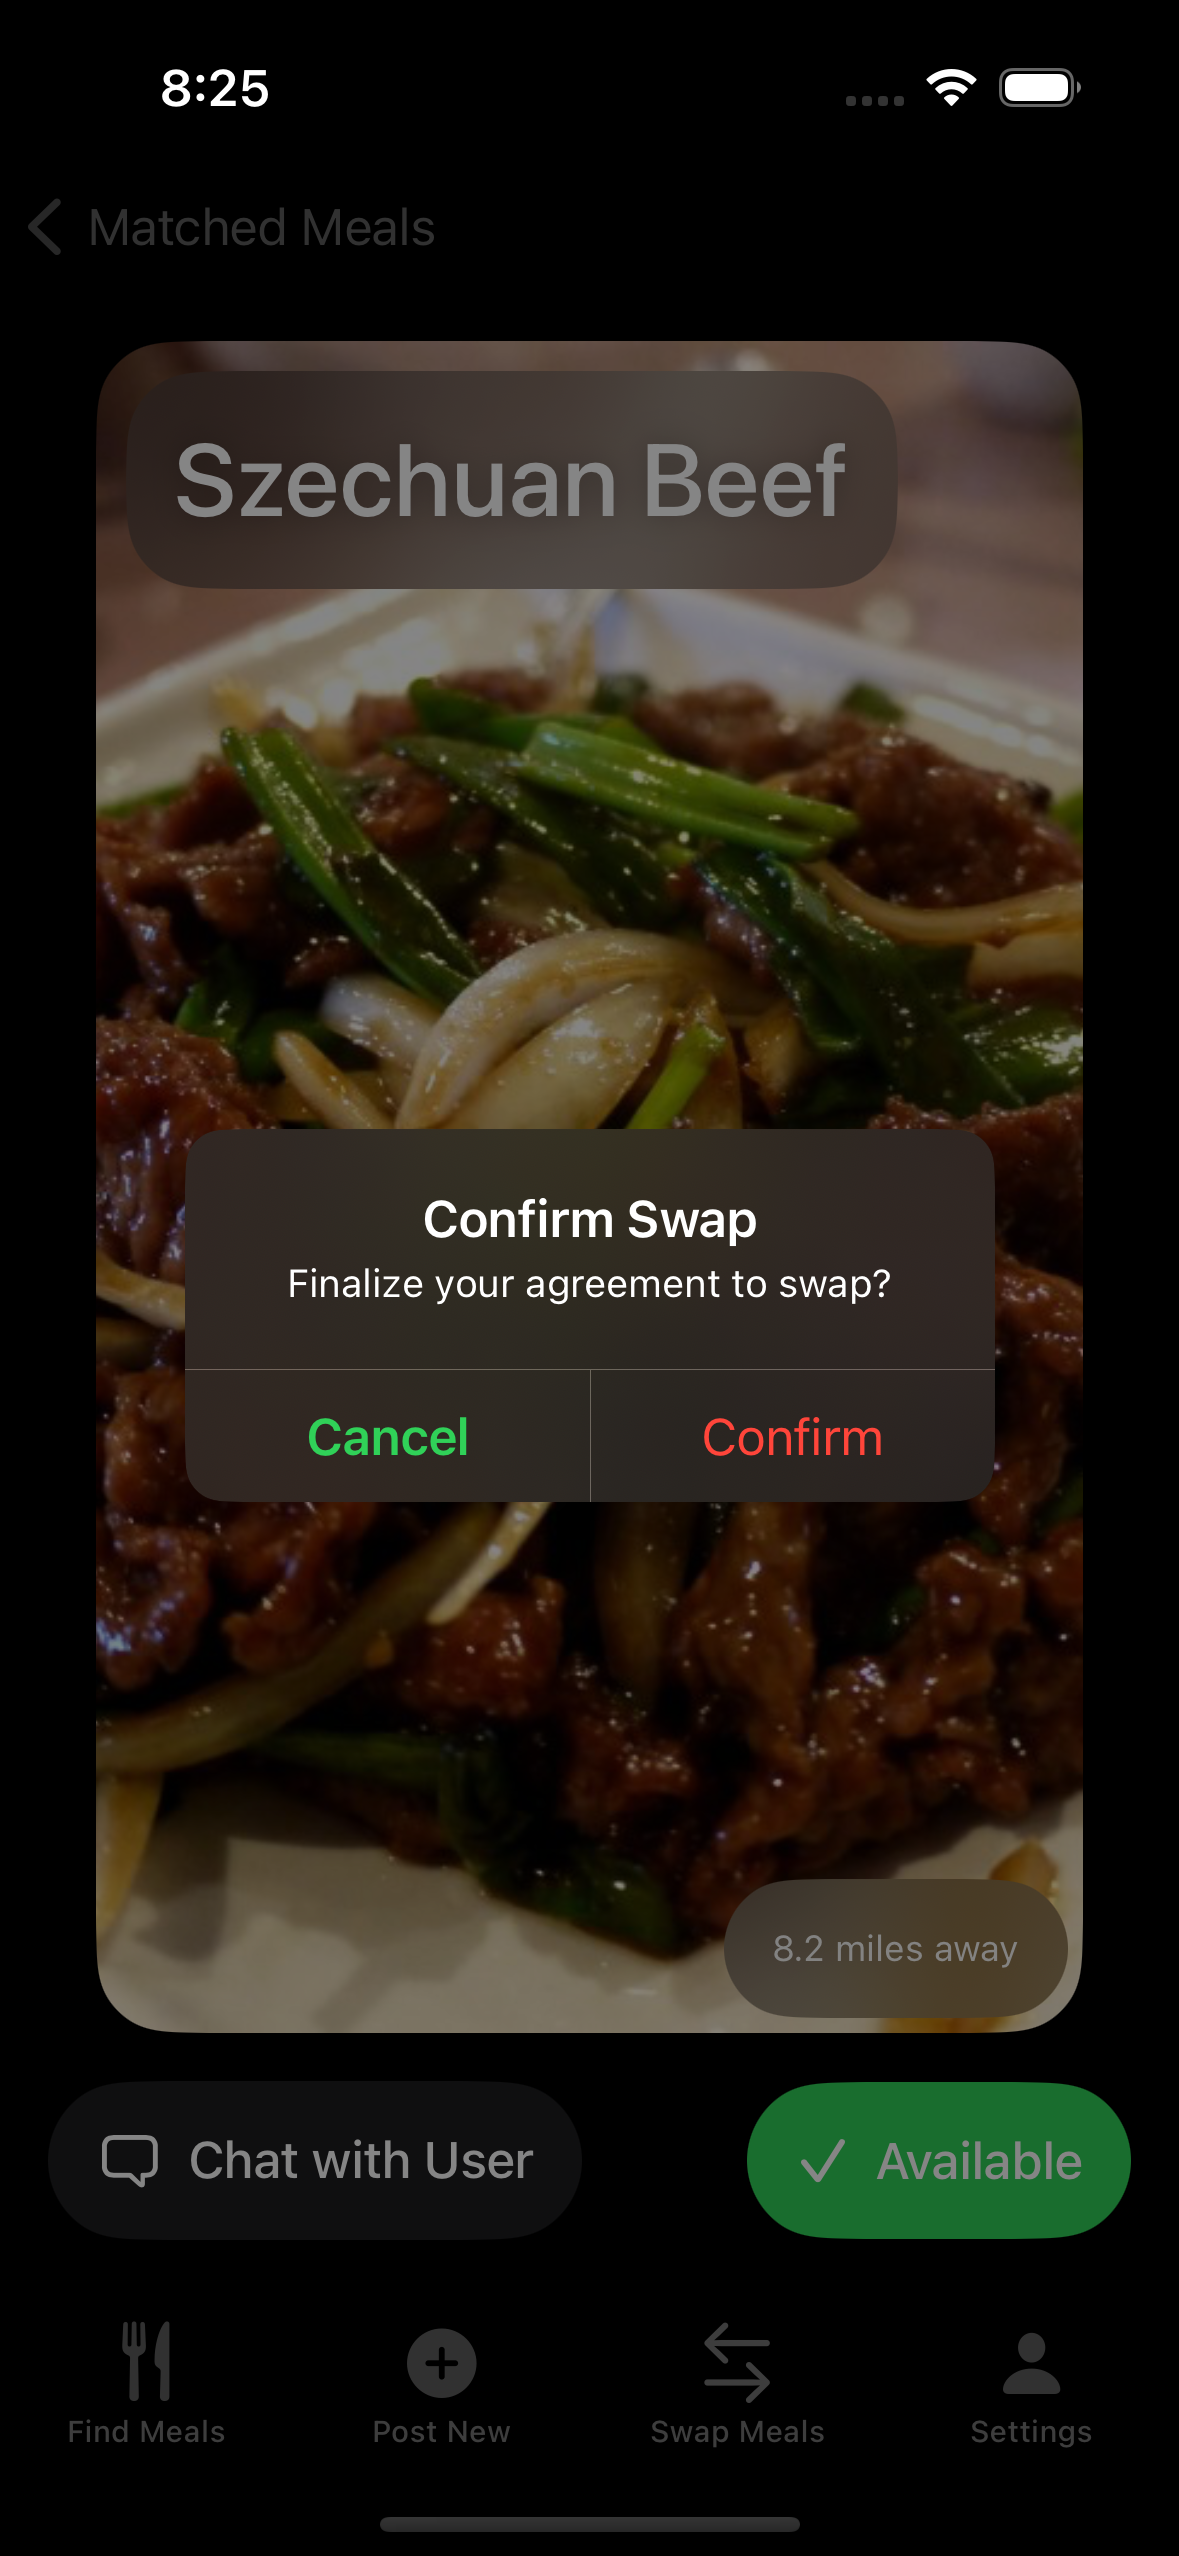 8:25
Matched Meals
Szechuan Beef
Confirm Swap
Finalize your agreement to swap?
Cancel
Confirm
8.2 miles away
Chat with User
Available
Find Meals
Post New
Swap Meals
Settings